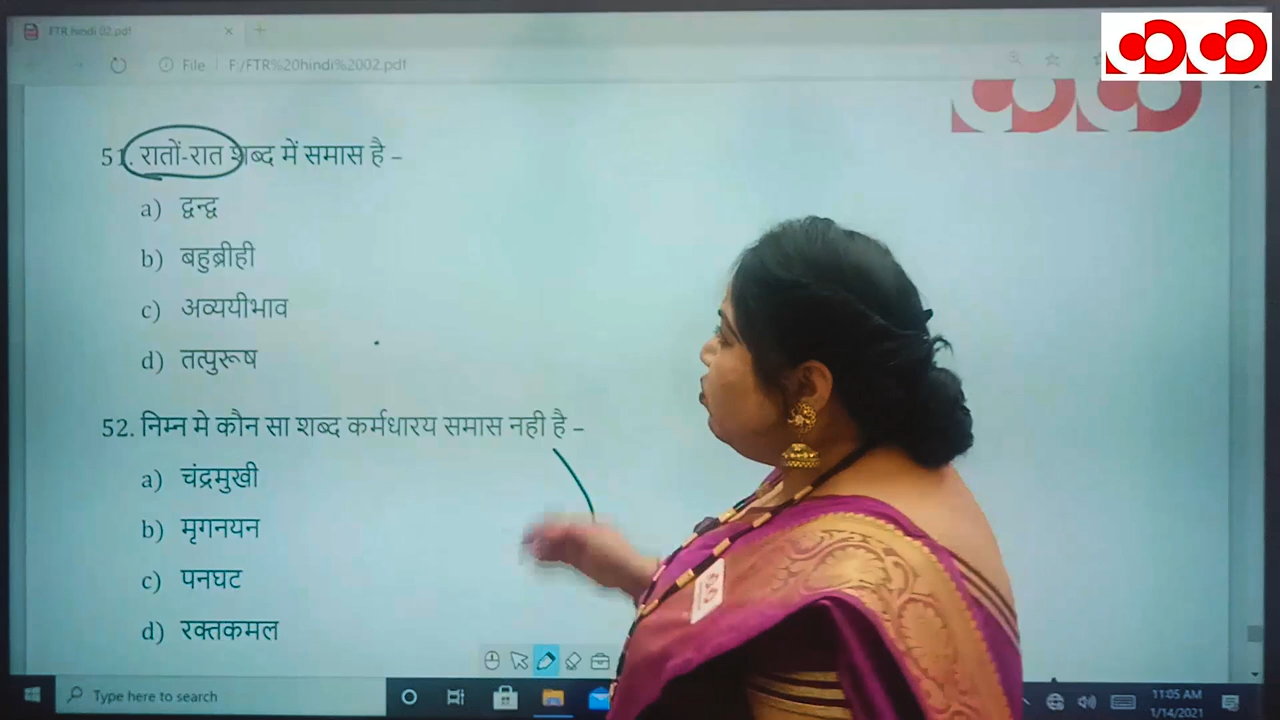 FTR hindi 02.pdf
File F:/FTR%20hindi%2002.pdf
51. रातों-रात शब्द में समास है –
a) द्वन्द्व
b) बहुब्रीही
c) अव्ययीभाव
d) तत्पुरूष
52. निम्न मे कौन सा शब्द कर्मधारय समास नही है –
a) चंद्रमुखी
b) मृगनयन
c) पनघट
d) रक्तकमल
Type here to search
11:05 AM
1/14/2021